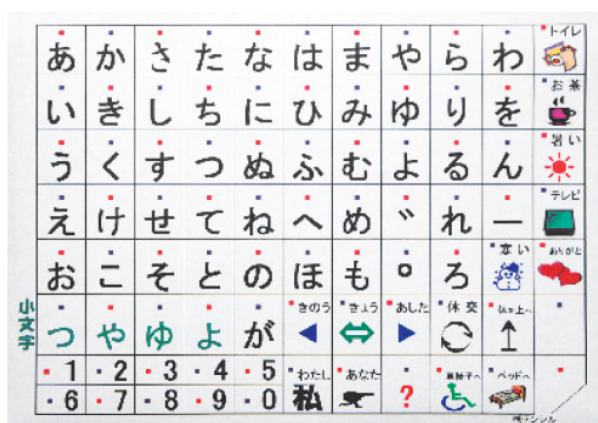 あ か さ た な は ま や ら わ トイレ
い き し ち に ひ み ゆ り を お茶
う く す つ ぬ ふ む よ る ん 暑い
え け せ て ね へ め ゛ れ ー テレビ
お こ そ と の ほ も ゜ ろ 寒い ありがと
小文字 つ や ゆ よ が きのう きょう あした 体交
1 2 3 4 5 わたし あなた ? 車椅子へ ベッドへ
6 7 8 9 0 私